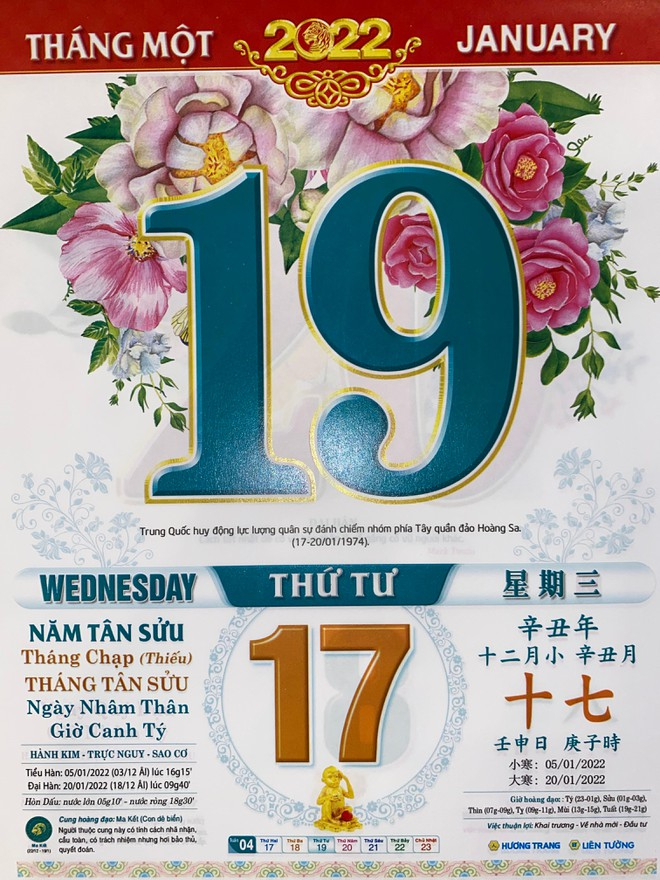 THÁNG MỘT
2022
JANUARY
19
Trung Quốc huy động lực lượng quân sự đánh chiếm nhóm phía Tây quần đảo Hoàng Sa.
(17-20/01/1974).
WEDNESDAY
THỨ TƯ
星期三
NĂM TÂN SỬU
Tháng Chạp (Thiếu)
THÁNG TÂN SỬU
Ngày Nhâm Thân
Giờ Canh Tý
HÀNH KIM - TRỰC NGUY - SAO CƠ
Tiểu Hàn: 05/01/2022 (03/12 Âl) lúc 16g15'
Đại Hàn: 20/01/2022 (18/12 Âl) lúc 09g40'
Hòn Dấu: nước lớn 05g10' - nước ròng 18g30'
Cung hoàng đạo: Ma Kết (Con dê biển)
Người thuộc cung này có tính cách nhã nhặn,
cầu toàn, có trách nhiệm nhưng hơi bảo thủ,
quyết đoán.
Ma Kết
(22/12 - 19/1)
17
辛丑年
十二月小 辛丑月
十七
壬申日 庚子時
小寒: 05/01/2022
大寒: 20/01/2022
Giờ hoàng đạo: Tý (23-01g), Sửu (01g-03g),
Thìn (07g-09g), Tỵ (09g-11g), Mùi (13g-15g), Tuất (19g-21g)
Việc thuận lợi: Khai trương - Về nhà mới - Đầu tư
Tuần 04
Thứ Hai 17
Thứ Ba 18
Thứ Tư 19
Thứ Năm 20
Thứ Sáu 21
Thứ Bảy 22
Chủ Nhật 23
HƯƠNG TRANG
LIÊN TƯỜNG